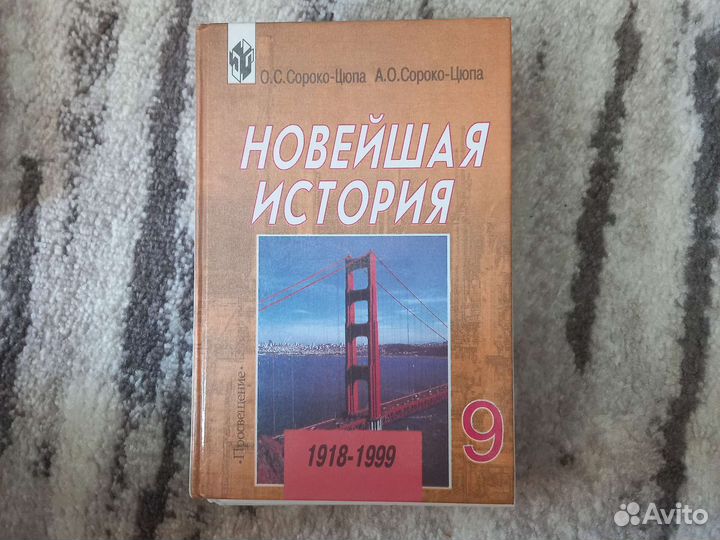 О.С.Сороко-Цюпа А.О.Сороко-Цюпа
НОВЕЙШАЯ
ИСТОРИЯ
•Просвещение•
9
1918-1999
Avito